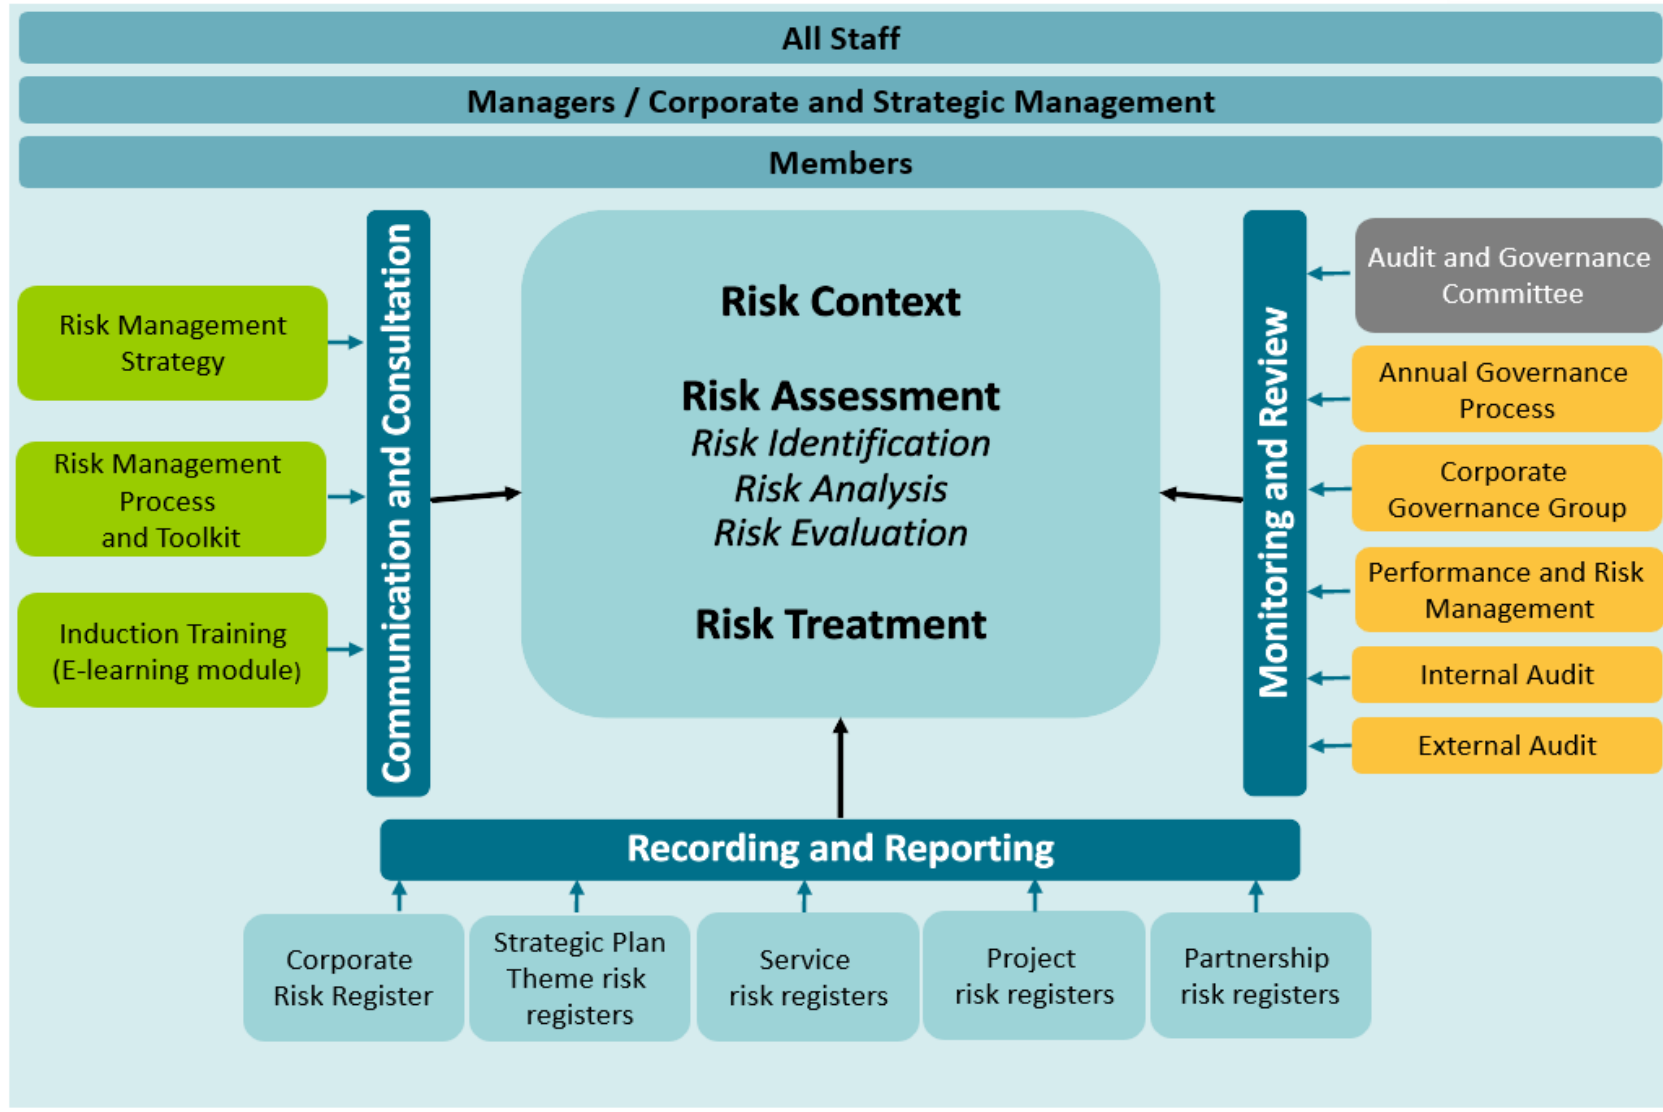 All Staff
Managers / Corporate and Strategic Management
Members
Risk Management
Strategy
Risk Management
Process
and Toolkit
Induction Training
(E-learning module)
Communication and Consultation
Risk Context
Risk Assessment
Risk Identification
Risk Analysis
Risk Evaluation
Risk Treatment
Monitoring and Review
Audit and Governance
Committee
Annual Governance
Process
Corporate
Governance Group
Performance and Risk
Management
Internal Audit
External Audit
Recording and Reporting
Corporate
Risk Register
Strategic Plan
Theme risk
registers
Service
risk registers
Project
risk registers
Partnership
risk registers